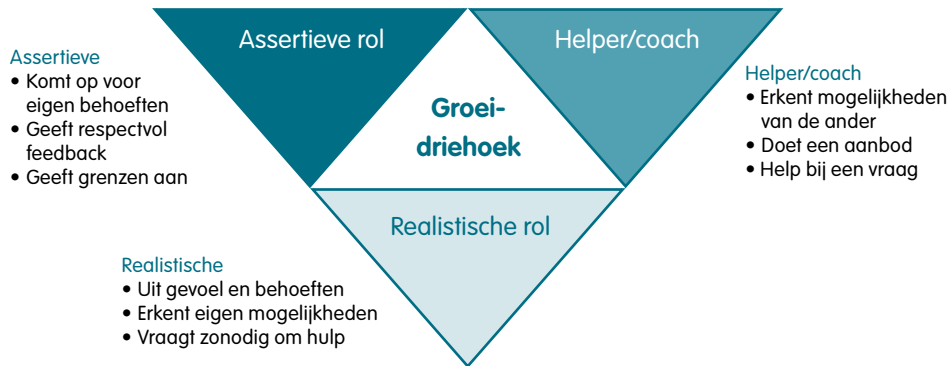 Assertieve rol
Helper/coach
Groei-
driehoek
Realistische rol
Assertieve
• Komt op voor
eigen behoeften
• Geeft respectvol
feedback
• Geeft grenzen aan
Helper/coach
• Erkent mogelijkheden
van de ander
• Doet een aanbod
• Help bij een vraag
Realistische
• Uit gevoel en behoeften
• Erkent eigen mogelijkheden
• Vraagt zonodig om hulp